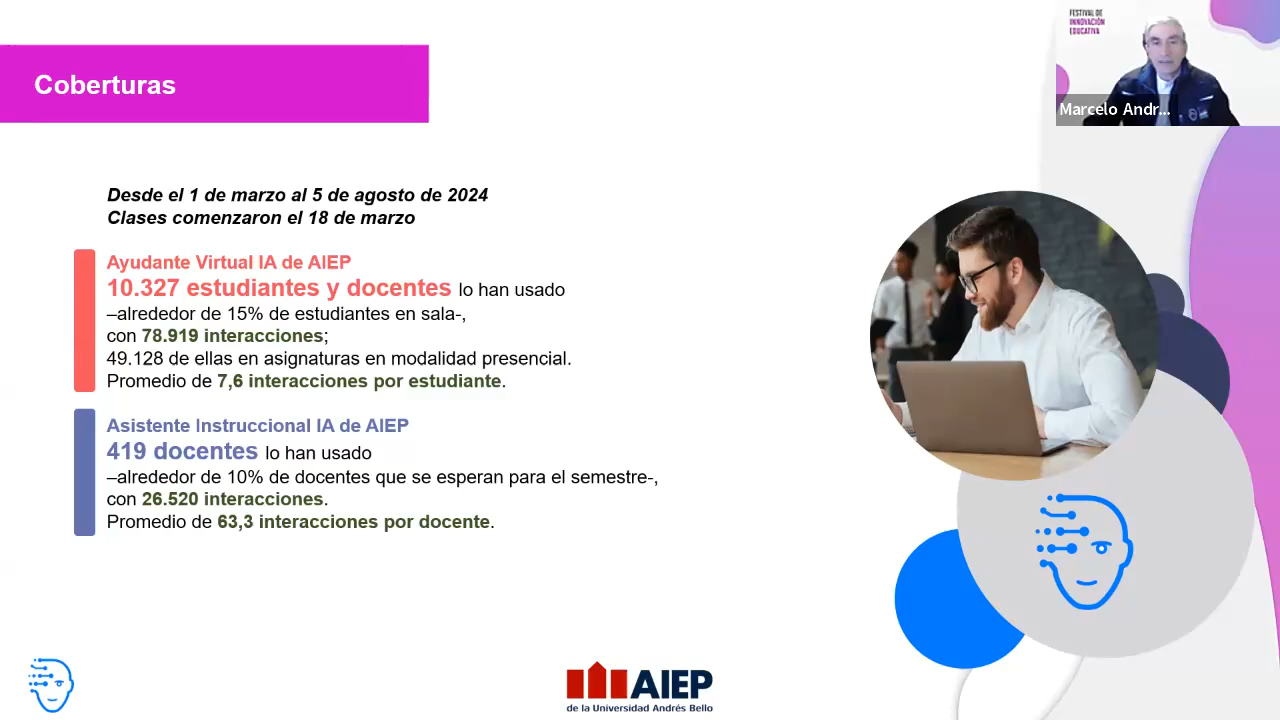 FESTIVAL DE
INNOVACIÓN
EDUCATIVA
Coberturas
Marcelo Andr...
Desde el 1 de marzo al 5 de agosto de 2024
Clases comenzaron el 18 de marzo
Ayudante Virtual IA de AIEP
10.327 estudiantes y docentes lo han usado
–alrededor de 15% de estudiantes en sala-,
con 78.919 interacciones;
49.128 de ellas en asignaturas en modalidad presencial.
Promedio de 7,6 interacciones por estudiante.
Asistente Instruccional IA de AIEP
419 docentes lo han usado
–alrededor de 10% de docentes que se esperan para el semestre-,
con 26.520 interacciones.
Promedio de 63,3 interacciones por docente.
AIEP
de la Universidad Andrés Bello